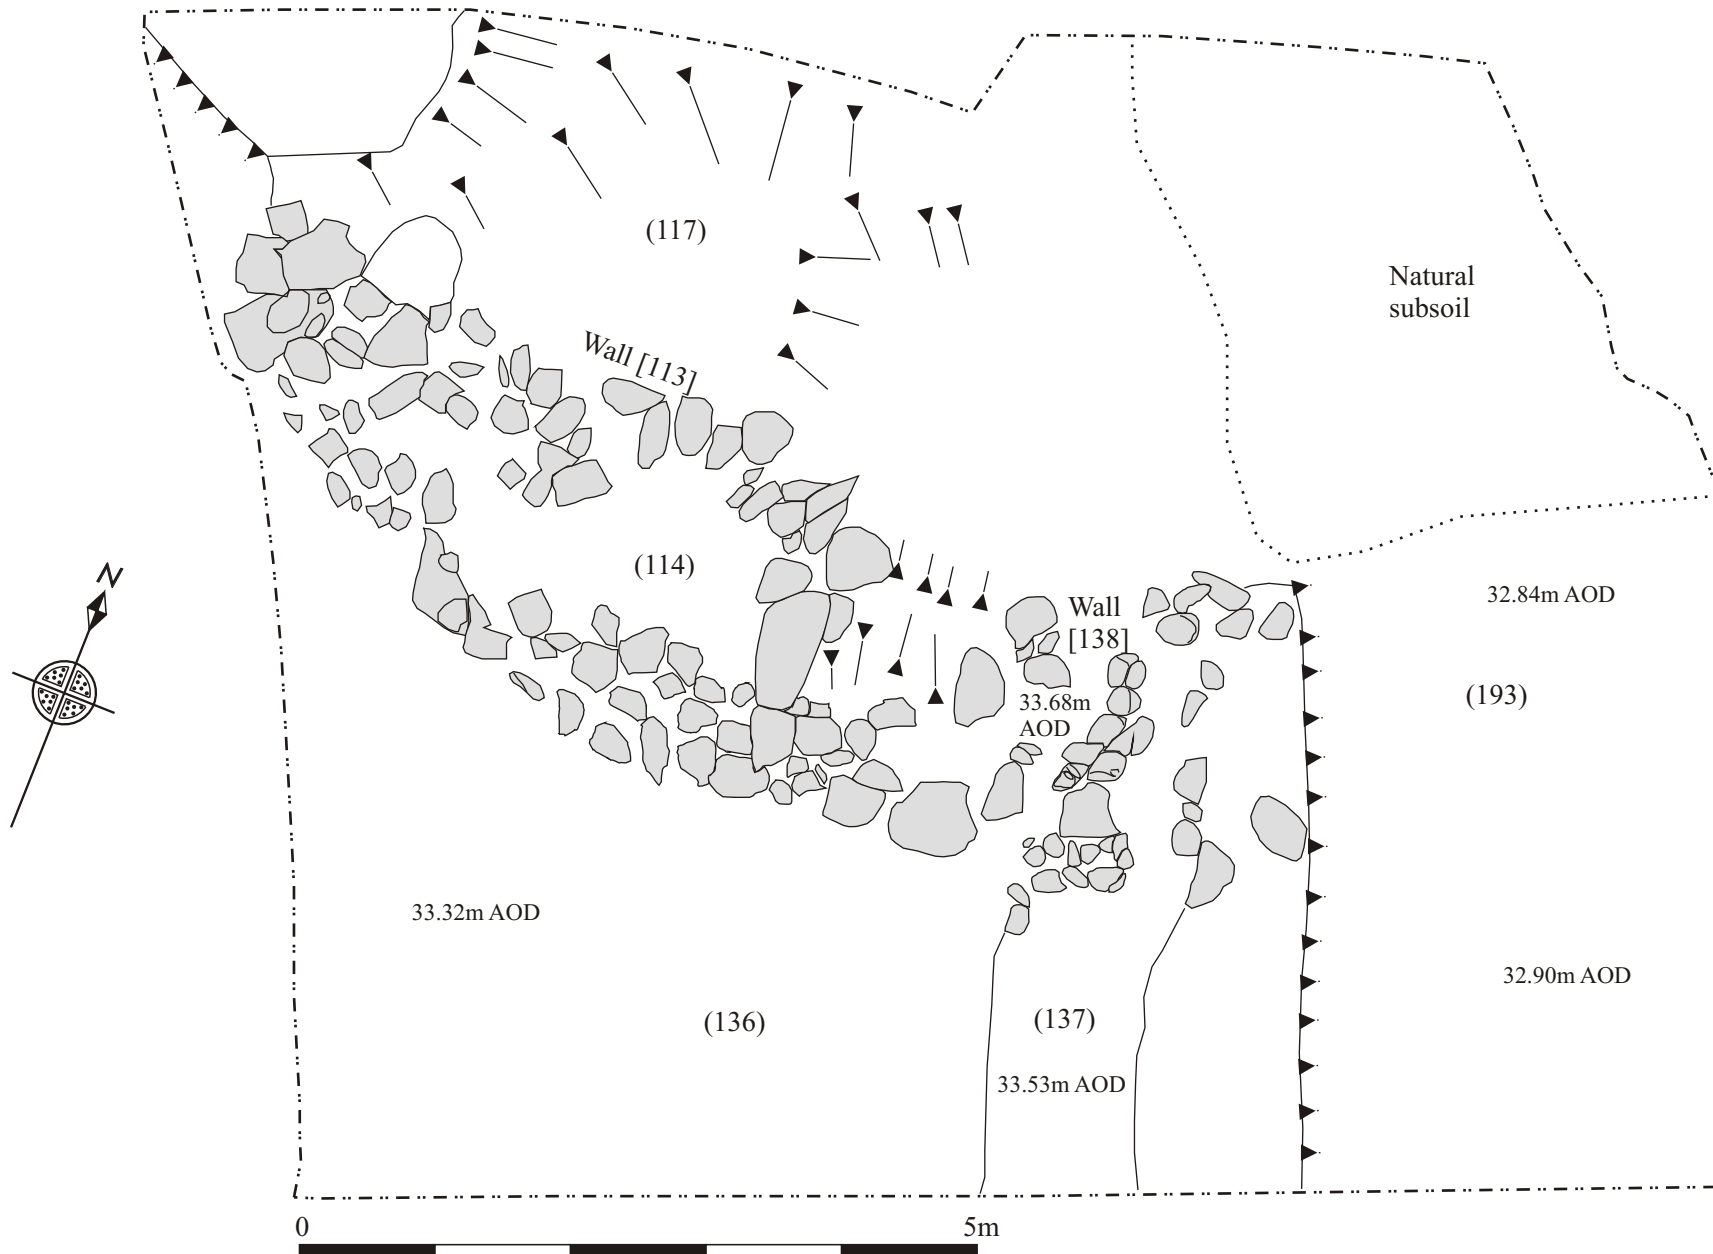 (117)
Natural
subsoil
Wall [113]
(114)
N
Wall
[138]
32.84m AOD
(193)
33.68m
AOD
33.32m AOD
32.90m AOD
(136)
(137)
33.53m AOD
0
5m